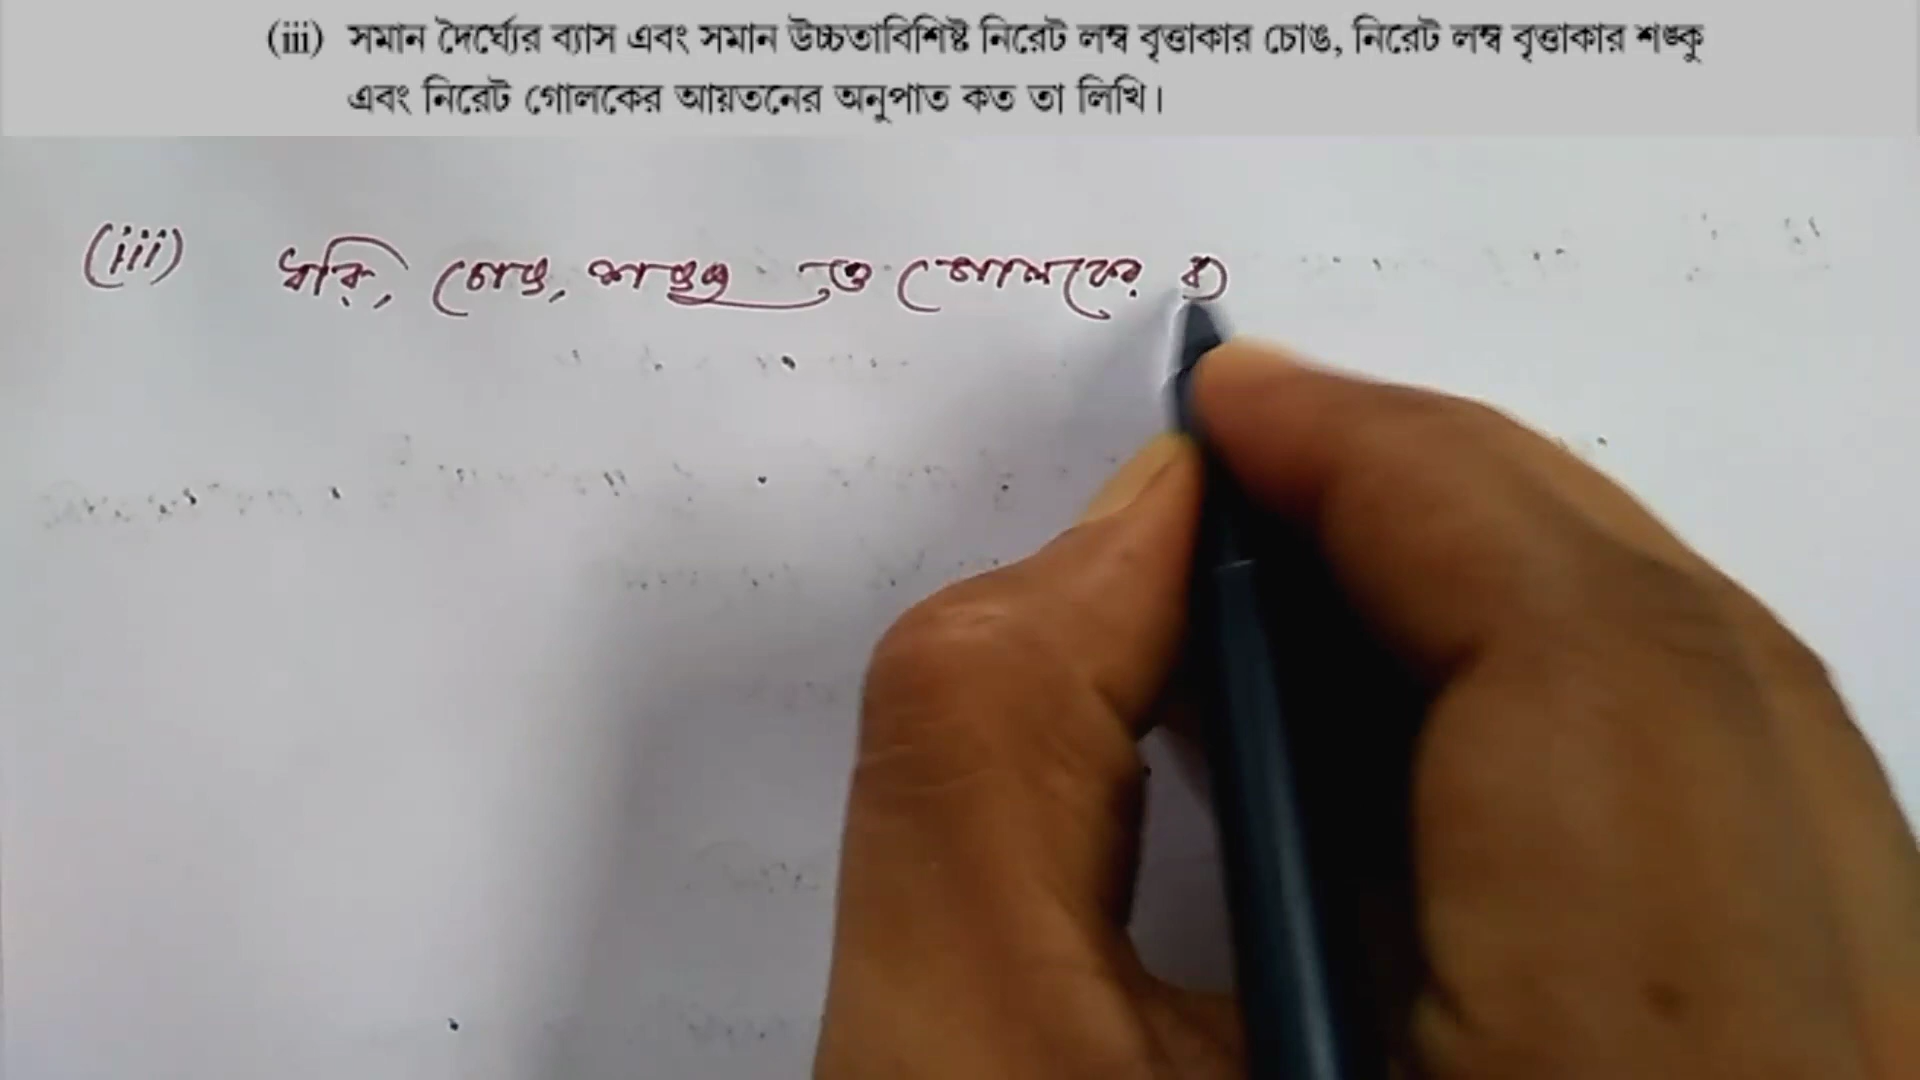 (iii) সমান দৈর্ঘ্যের ব্যাস এবং সমান উচ্চতাবিশিষ্ট নিরেট লম্ব বৃত্তাকার চোঙ, নিরেট লম্ব বৃত্তাকার শঙ্কু
এবং নিরেট গোলকের আয়তনের অনুপাত কত তা লিখি।
(iii) ধরি, চোঙ, শঙ্কু ও গোলকের ব্য